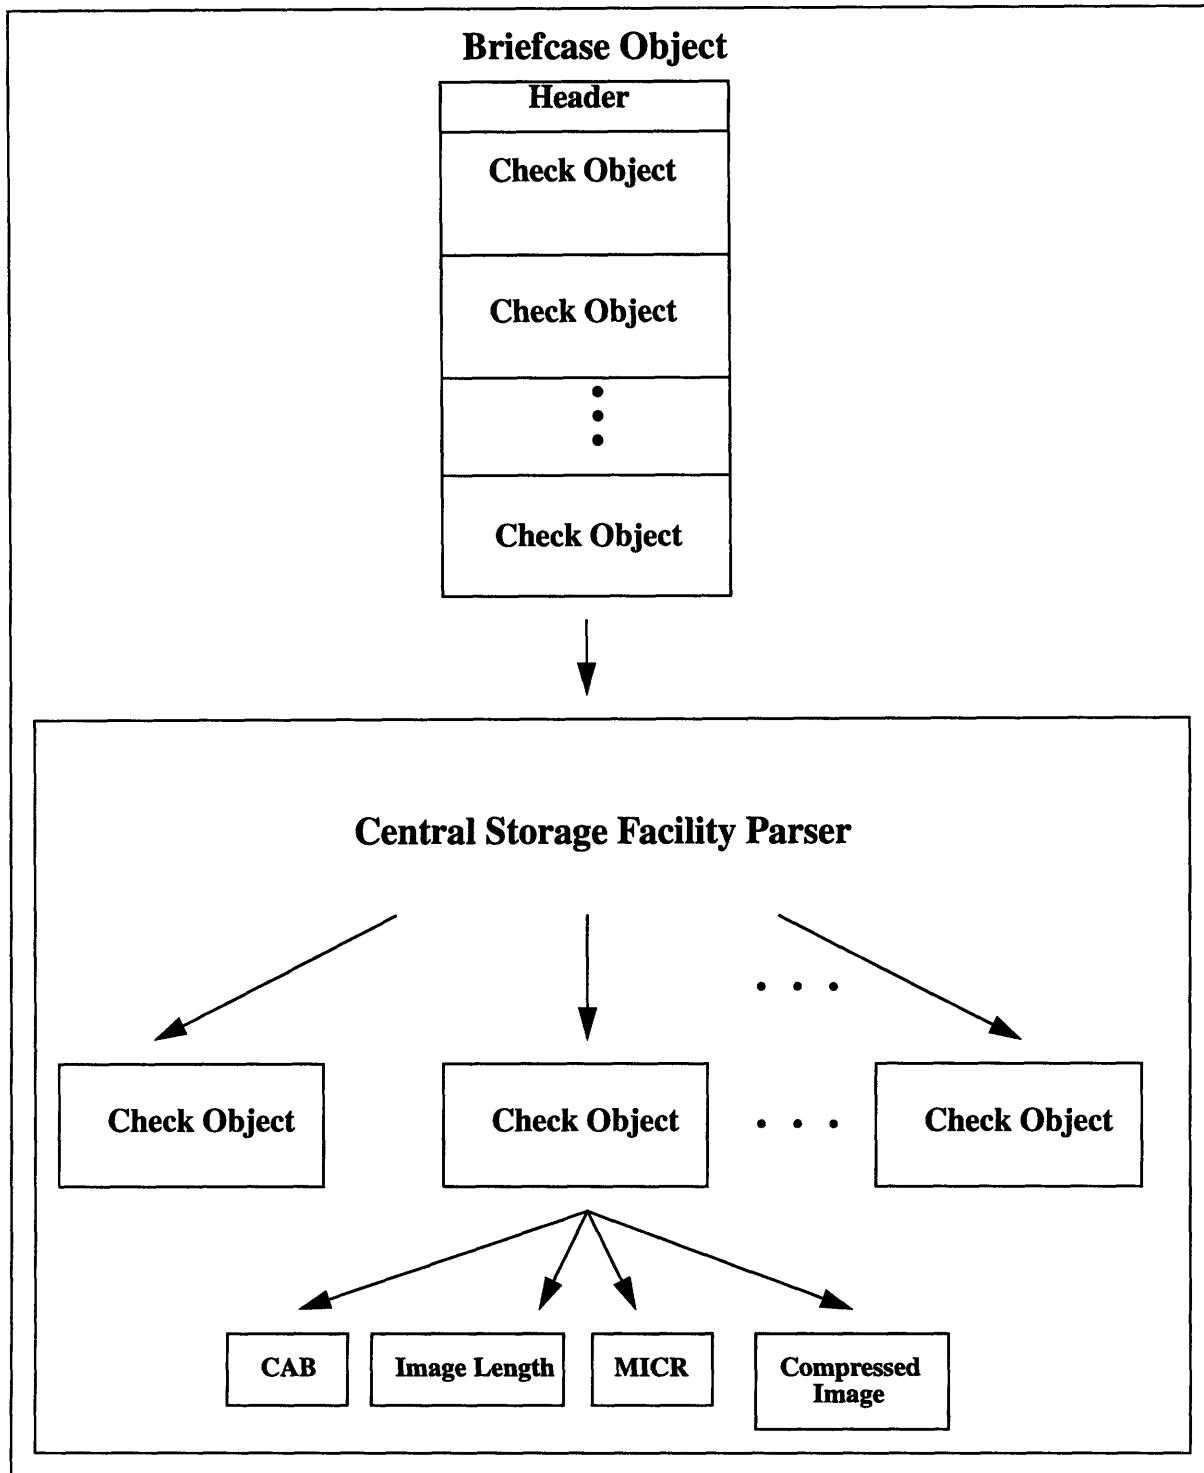 Briefcase Object
Header
Check Object
Check Object
Check Object
Central Storage Facility Parser
Check Object
Check Object
Check Object
CAB
Image Length
MICR
Compressed
Image